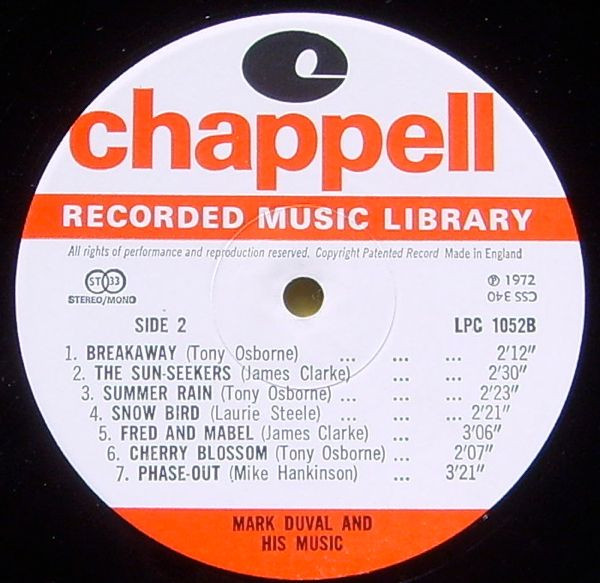 chappell
RECORDED MUSIC LIBRARY
All rights of performance and reproduction reserved. Copyright Patented Record Made in England
ST 33
STEREO/MONO
℗ 1972
CSS 340
SIDE 2
LPC 1052B
1. BREAKAWAY (Tony Osborne) ... ... ... 2'12"
2. THE SUN-SEEKERS (James Clarke) ... ... 2'30"
3. SUMMER RAIN (Tony Osborne) ... ... ... 2'23"
4. SNOW BIRD (Laurie Steele) ... ... ... 2'21"
5. FRED AND MABEL (James Clarke) ... 3'06"
6. CHERRY BLOSSOM (Tony Osborne) ... 2'07"
7. PHASE-OUT (Mike Hankinson) ... 3'21"
MARK DUVAL AND
HIS MUSIC